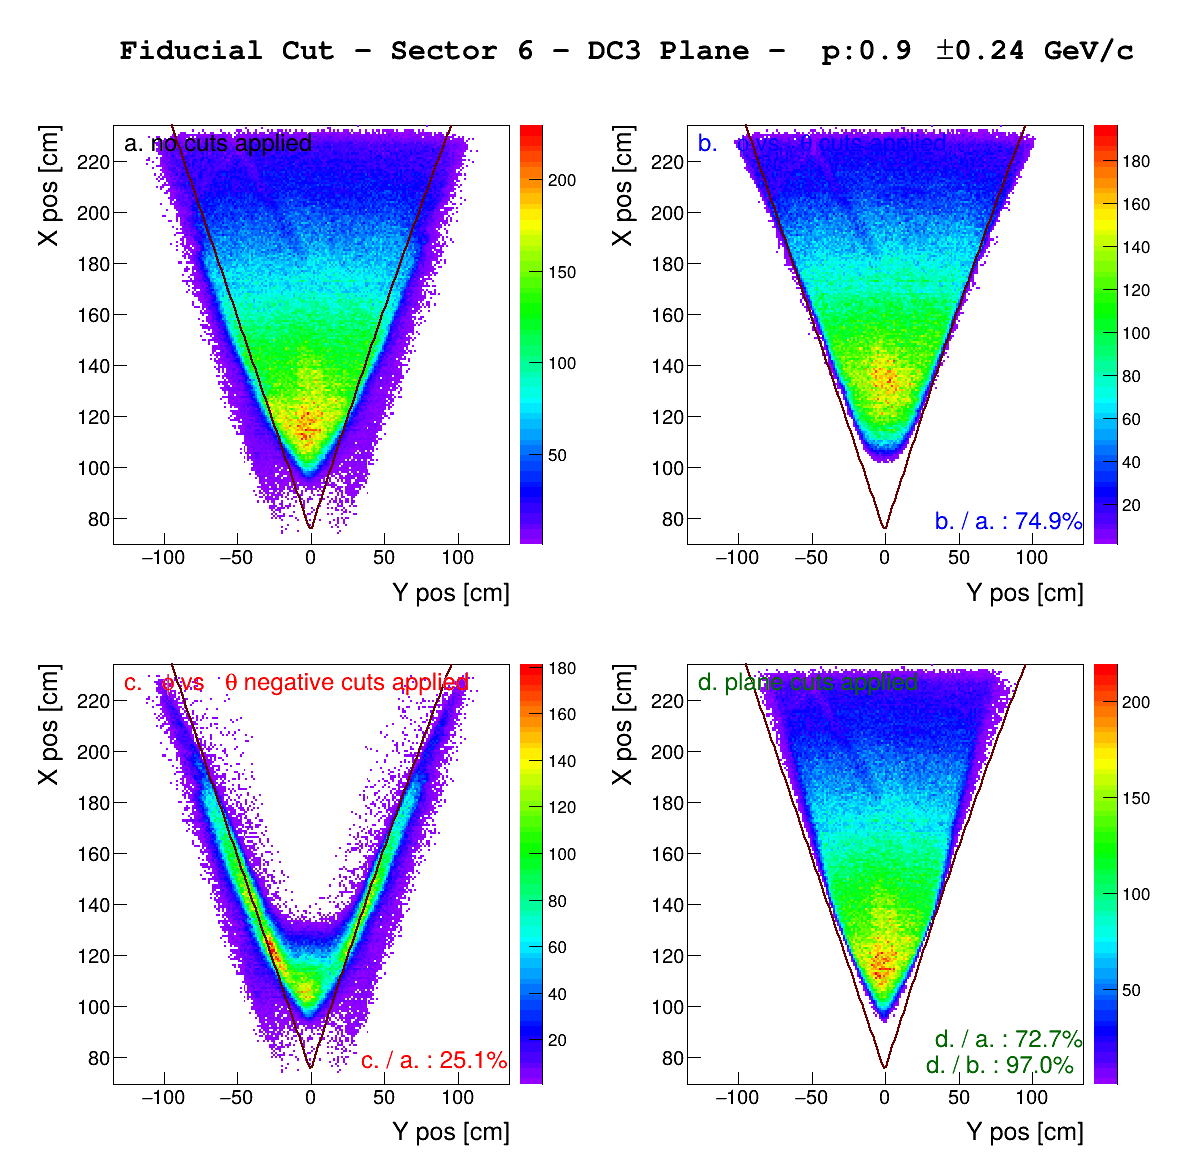 Fiducial Cut – Sector 6 – DC3 Plane – p:0.9 ±0.24 GeV/c
X pos [cm]
a. no cuts applied
220
200
180
160
140
120
100
80
−100 −50 0 50 100
Y pos [cm]
200
150
100
50
X pos [cm]
b. φ vs θ cuts applied
220
200
180
160
140
120
100
80
b. / a. : 74.9%
−100 −50 0 50 100
Y pos [cm]
180
160
140
120
100
80
60
40
20
X pos [cm]
c. φ vs θ negative cuts applied
220
200
180
160
140
120
100
80
c. / a. : 25.1%
−100 −50 0 50 100
Y pos [cm]
180
160
140
120
100
80
60
40
20
X pos [cm]
d. plane cuts applied
220
200
180
160
140
120
100
80
d. / a. : 72.7%
d. / b. : 97.0%
−100 −50 0 50 100
Y pos [cm]
200
150
100
50